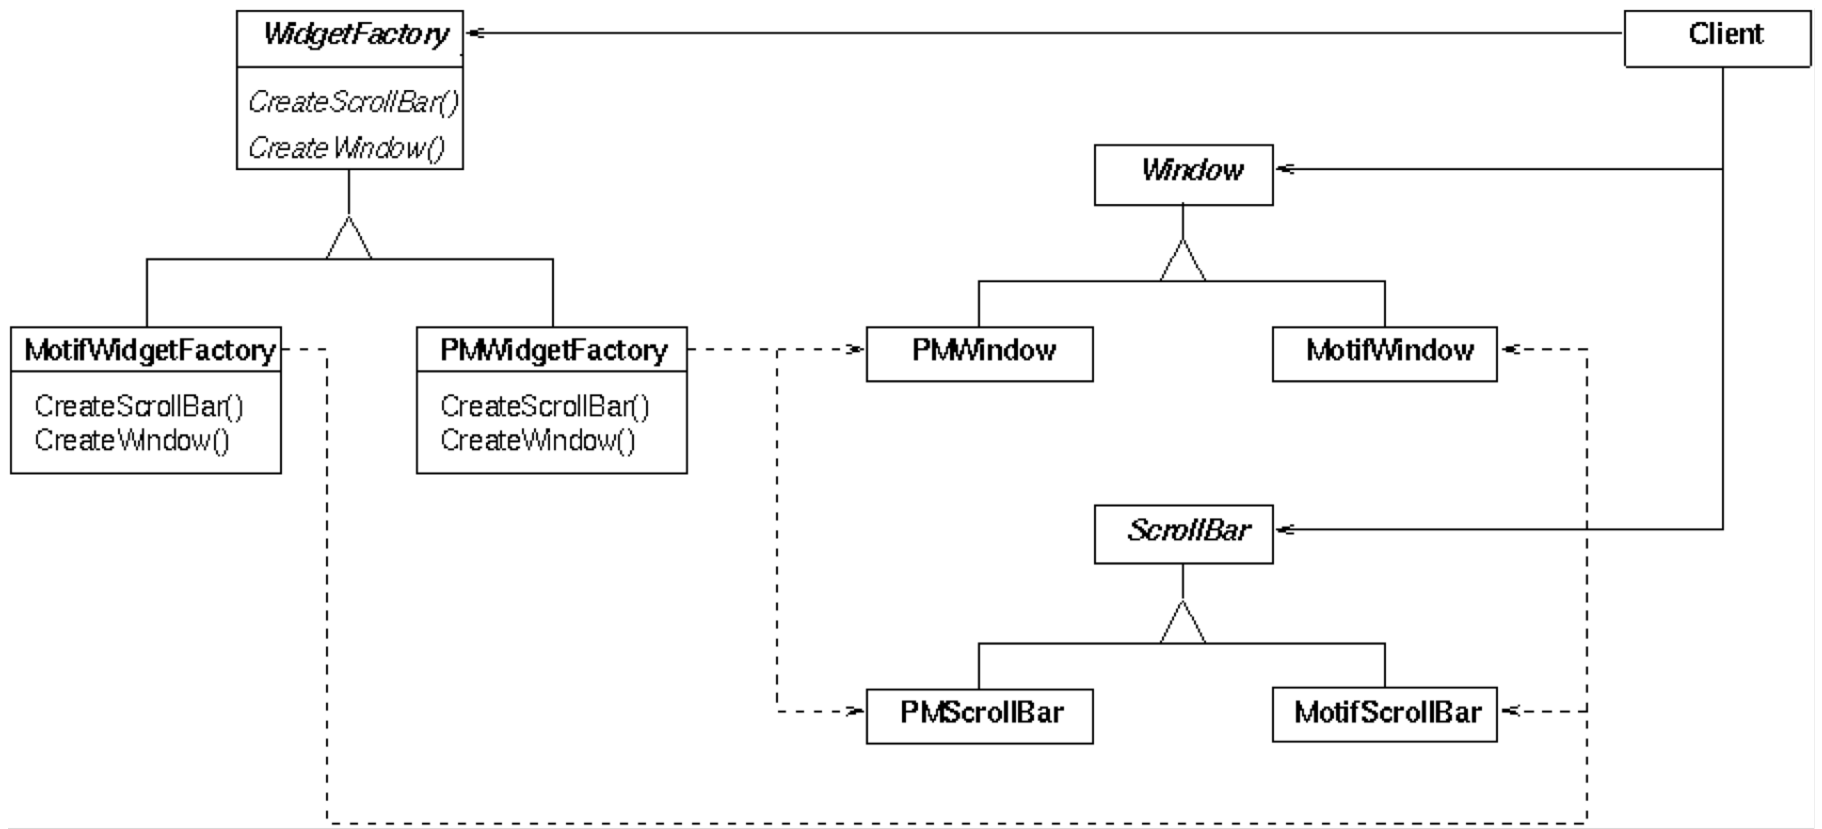 WidgetFactory
Client
CreateScrollBar()
CreateWindow()
Window
MotifWidgetFactory
PMWidgetFactory
PMWindow
MotifWindow
CreateScrollBar()
CreateWindow()
CreateScrollBar()
CreateWindow()
ScrollBar
PMScrollBar
MotifScrollBar